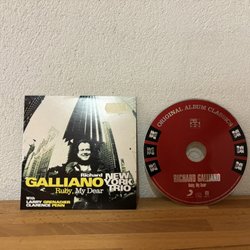 Richard
GALLIANO
NEW
YORK
TRIO
Ruby, My Dear
With
LARRY GRENADIER
CLARENCE PENN
ORIGINAL ALBUM CLASSICS
RICHARD GALLIANO
Ruby, My Dear